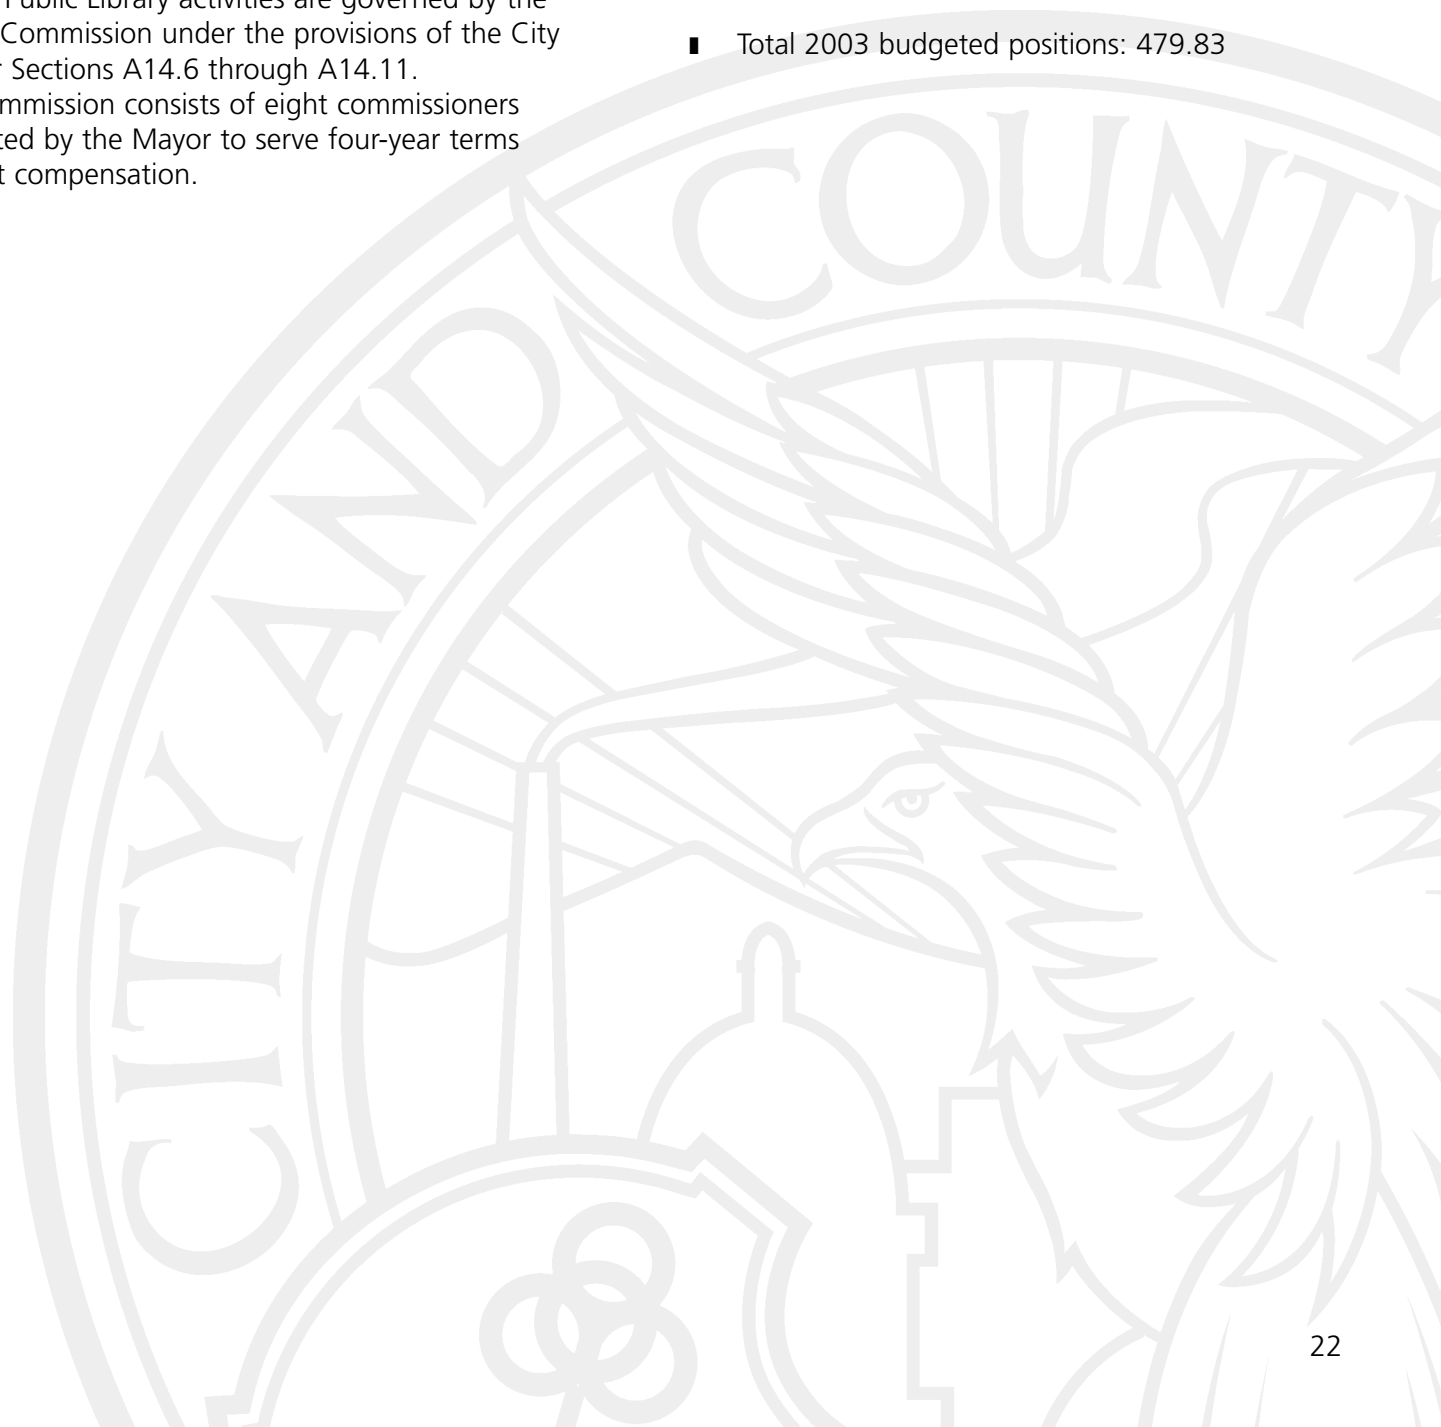 Public Library activities are governed by the
Commission under the provisions of the City
Sections A14.6 through A14.11.
mmission consists of eight commissioners
ted by the Mayor to serve four-year terms
t compensation.
▮ Total 2003 budgeted positions: 479.83
CITY AND COUNTY
22